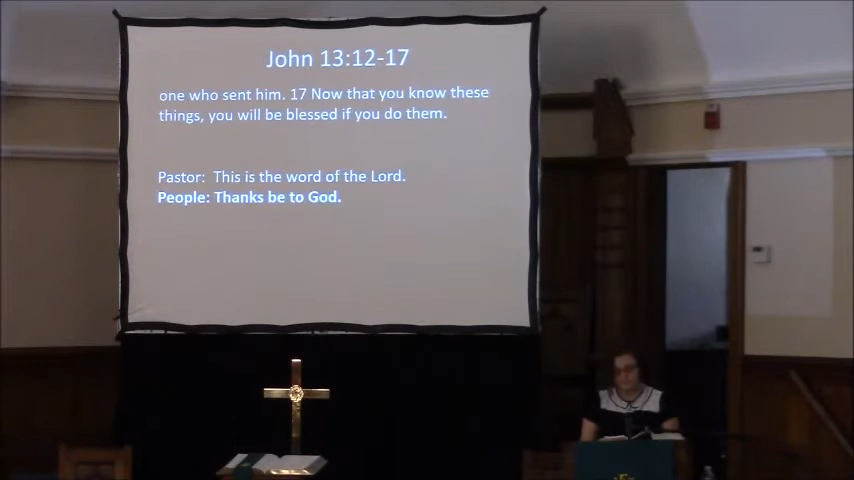 John 13:12-17
one who sent him. 17 Now that you know these
things, you will be blessed if you do them.
Pastor: This is the word of the Lord.
People: Thanks be to God.